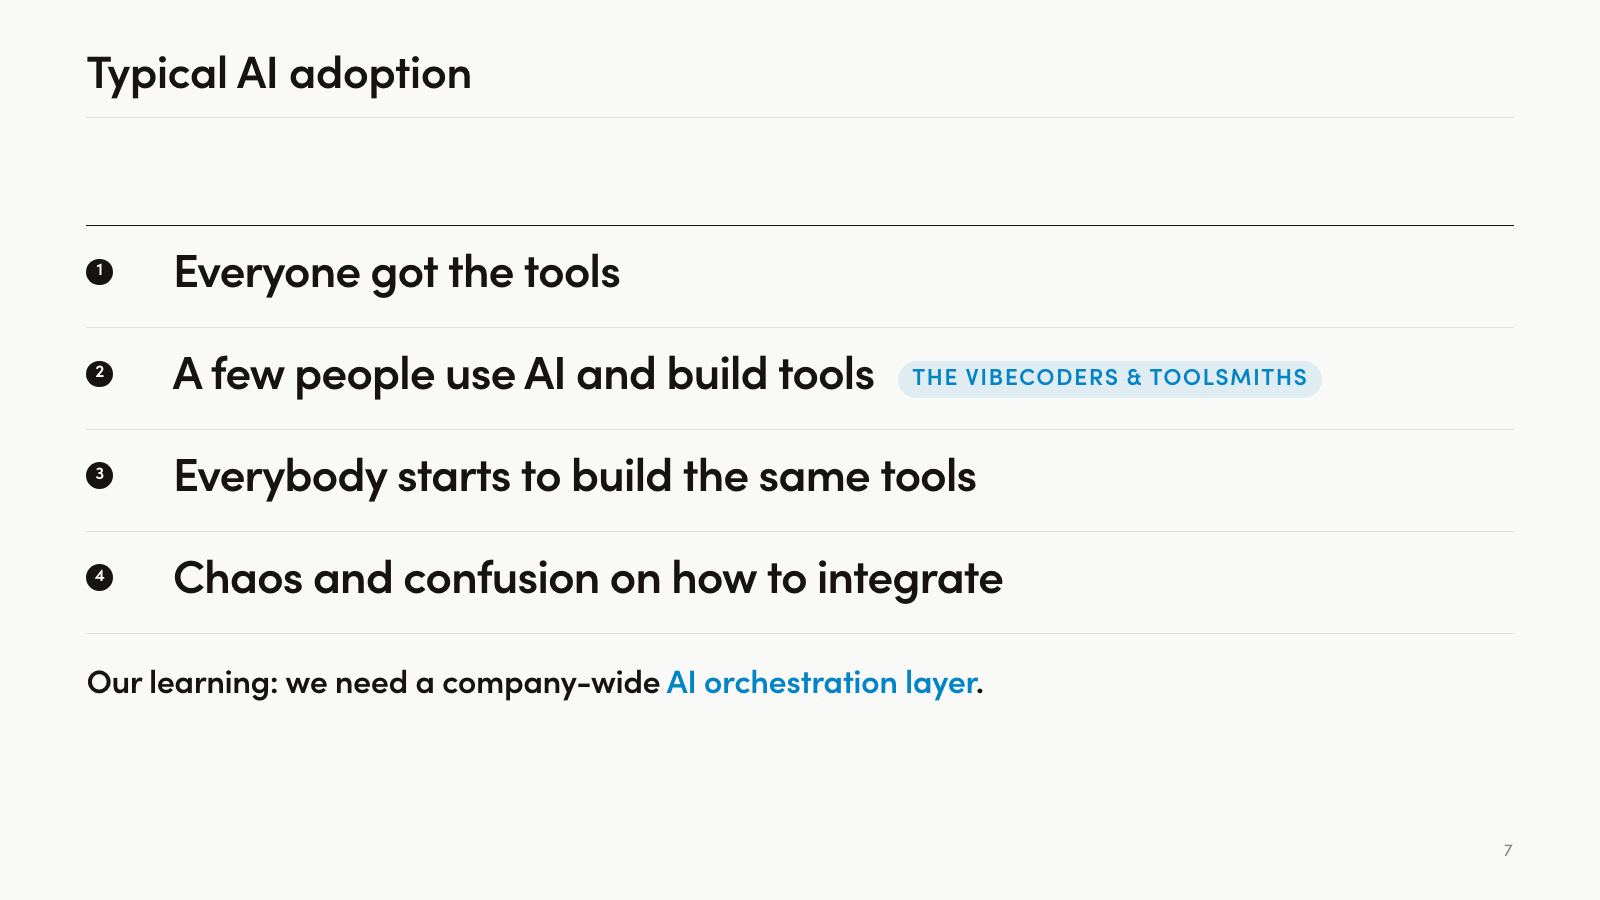 Typical AI adoption
1 Everyone got the tools
2 A few people use AI and build tools THE VIBECODERS & TOOLSMITHS
3 Everybody starts to build the same tools
4 Chaos and confusion on how to integrate
Our learning: we need a company-wide AI orchestration layer.
7